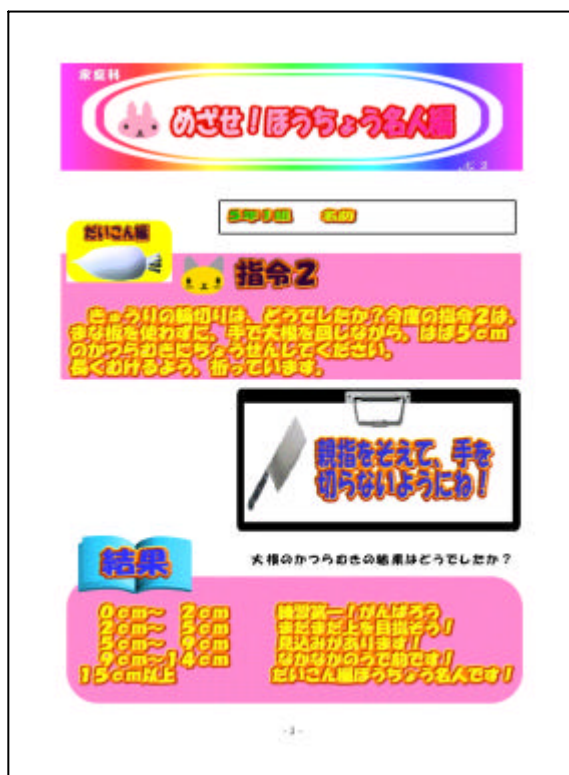 家庭科
めざせ!ほうちょう名人編
5年1組 名前
だいこん編
指令2
きゅうりの輪切りは、どうでしたか?今度の指令2は、
まな板を使わずに、手で大根を回しながら、はば5cm
のかつらむきにちょうせんしてください。
長くむけるよう、祈っています。
親指をそえて、手を
切らないようにね!
結果
大根のかつらむきの結果はどうでしたか?
0cm~ 2cm 練習第一!がんばろう
2cm~ 5cm まだまだ上を目指そう!
5cm~ 9cm 見込みがあります!
9cm~14cm なかなかのうで前です!
15cm以上 だいこん編ほうちょう名人です!